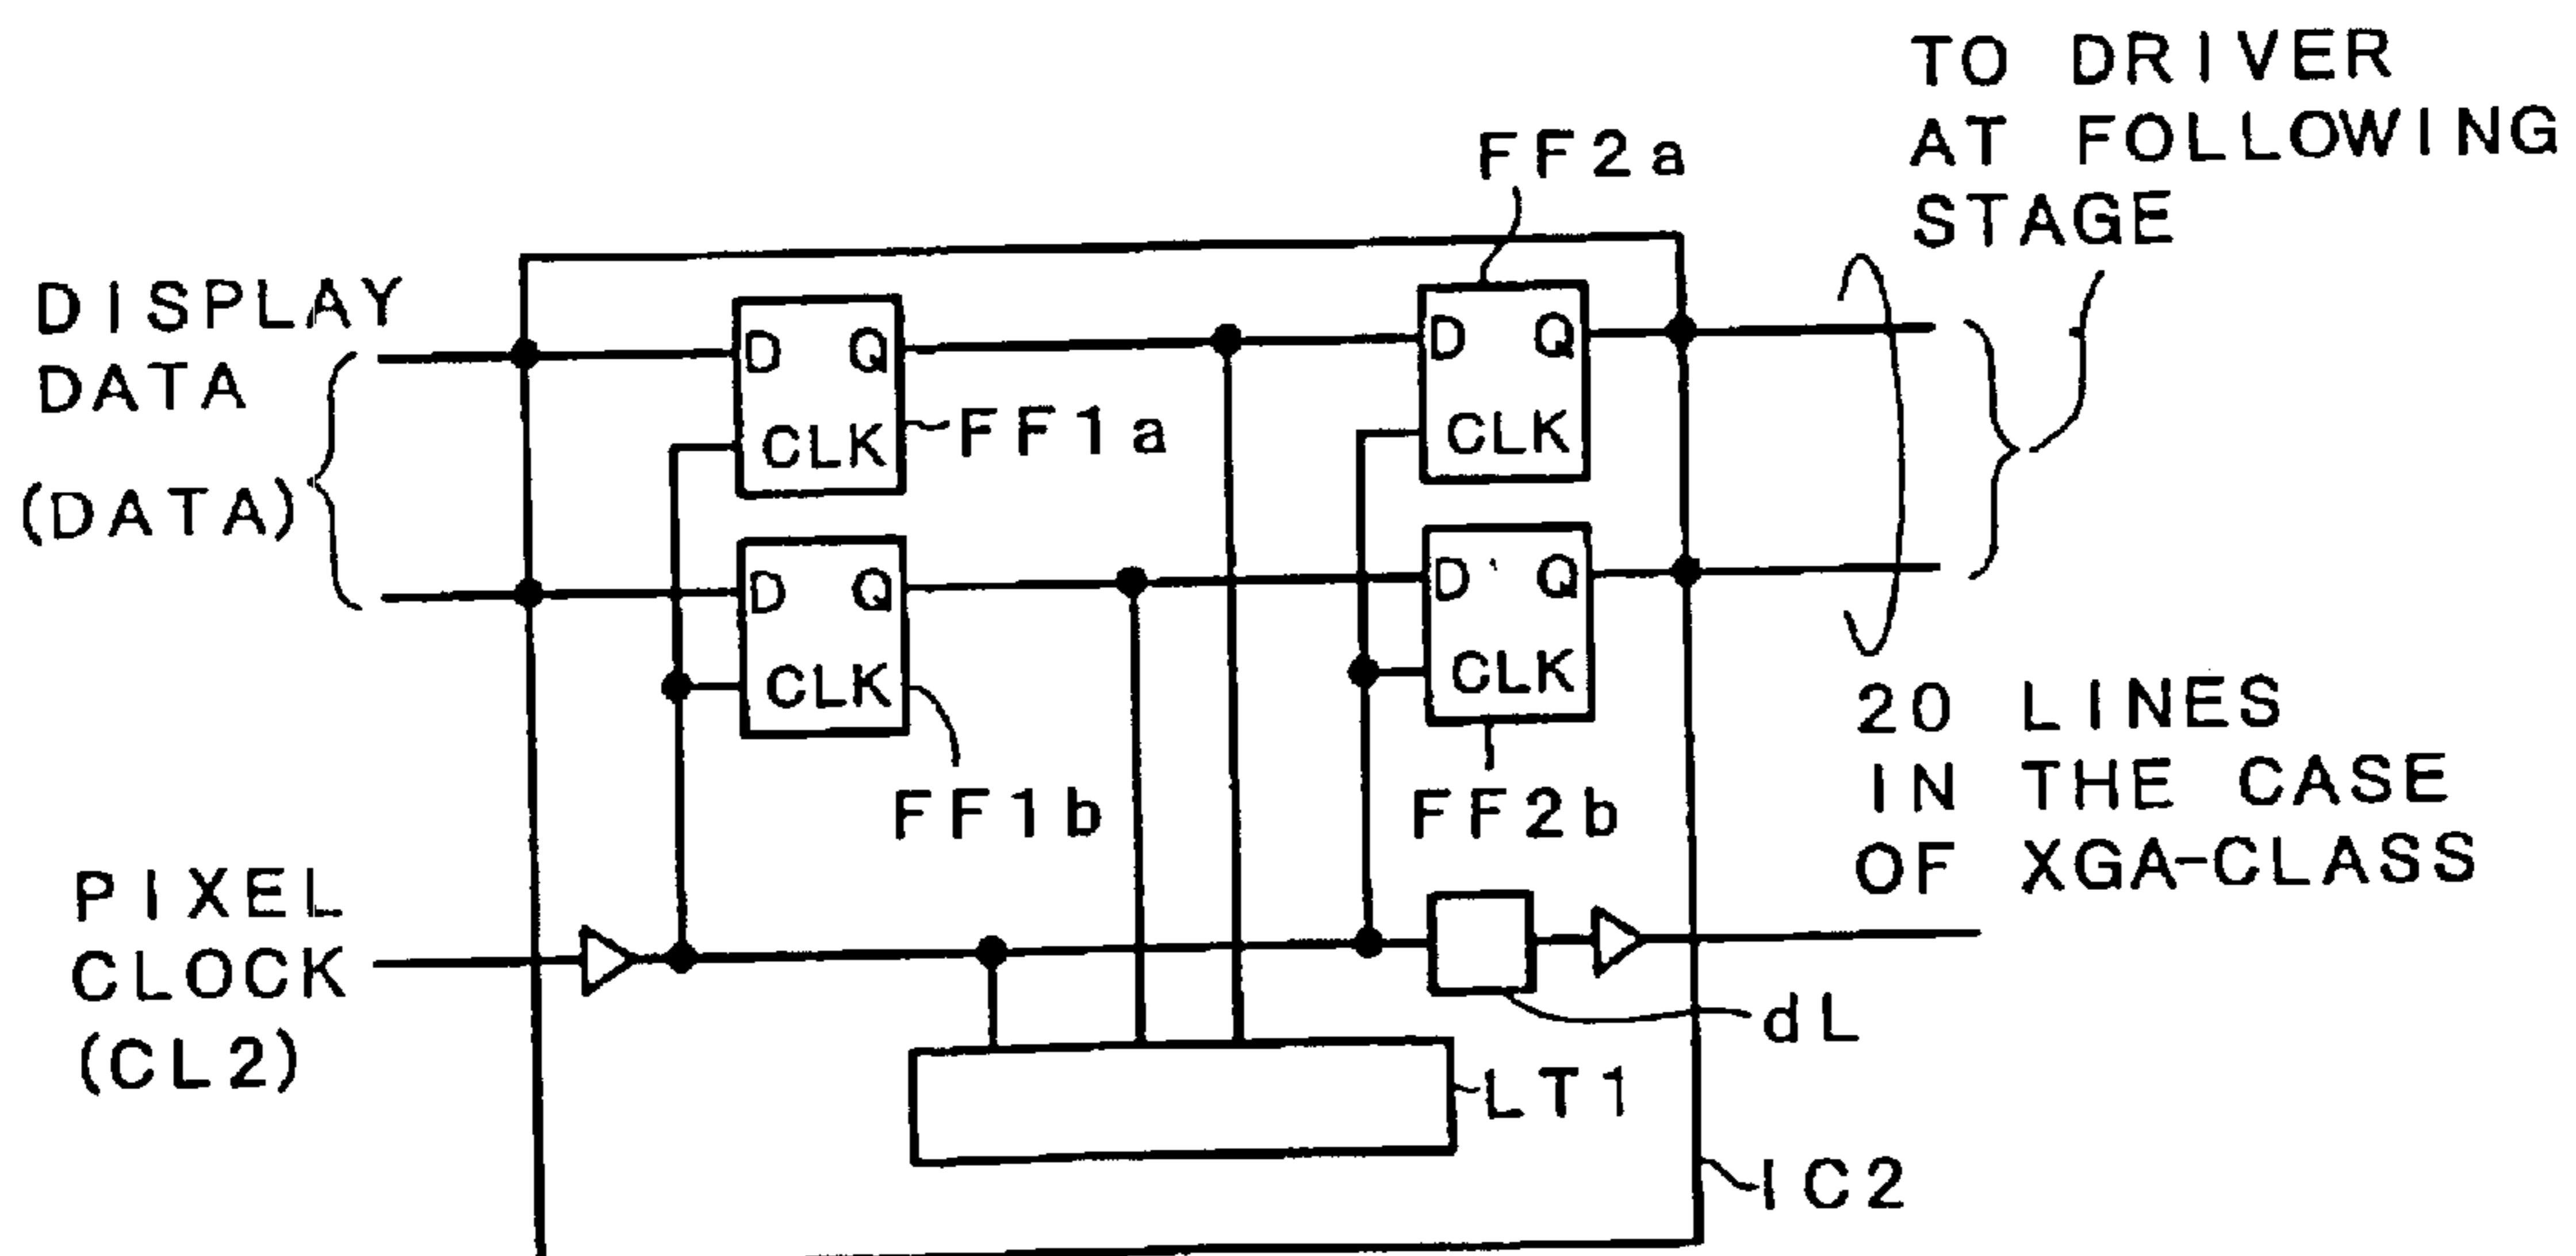 TO DRIVER
AT FOLLOWING
STAGE
FF2a
DISPLAY
DATA
(DATA)
D Q
CLK
FF1a
D Q
CLK
D Q
CLK
FF1b
D Q
CLK
FF2b
20 LINES
IN THE CASE
OF XGA-CLASS
PIXEL
CLOCK
(CL2)
dL
LT1
IC2